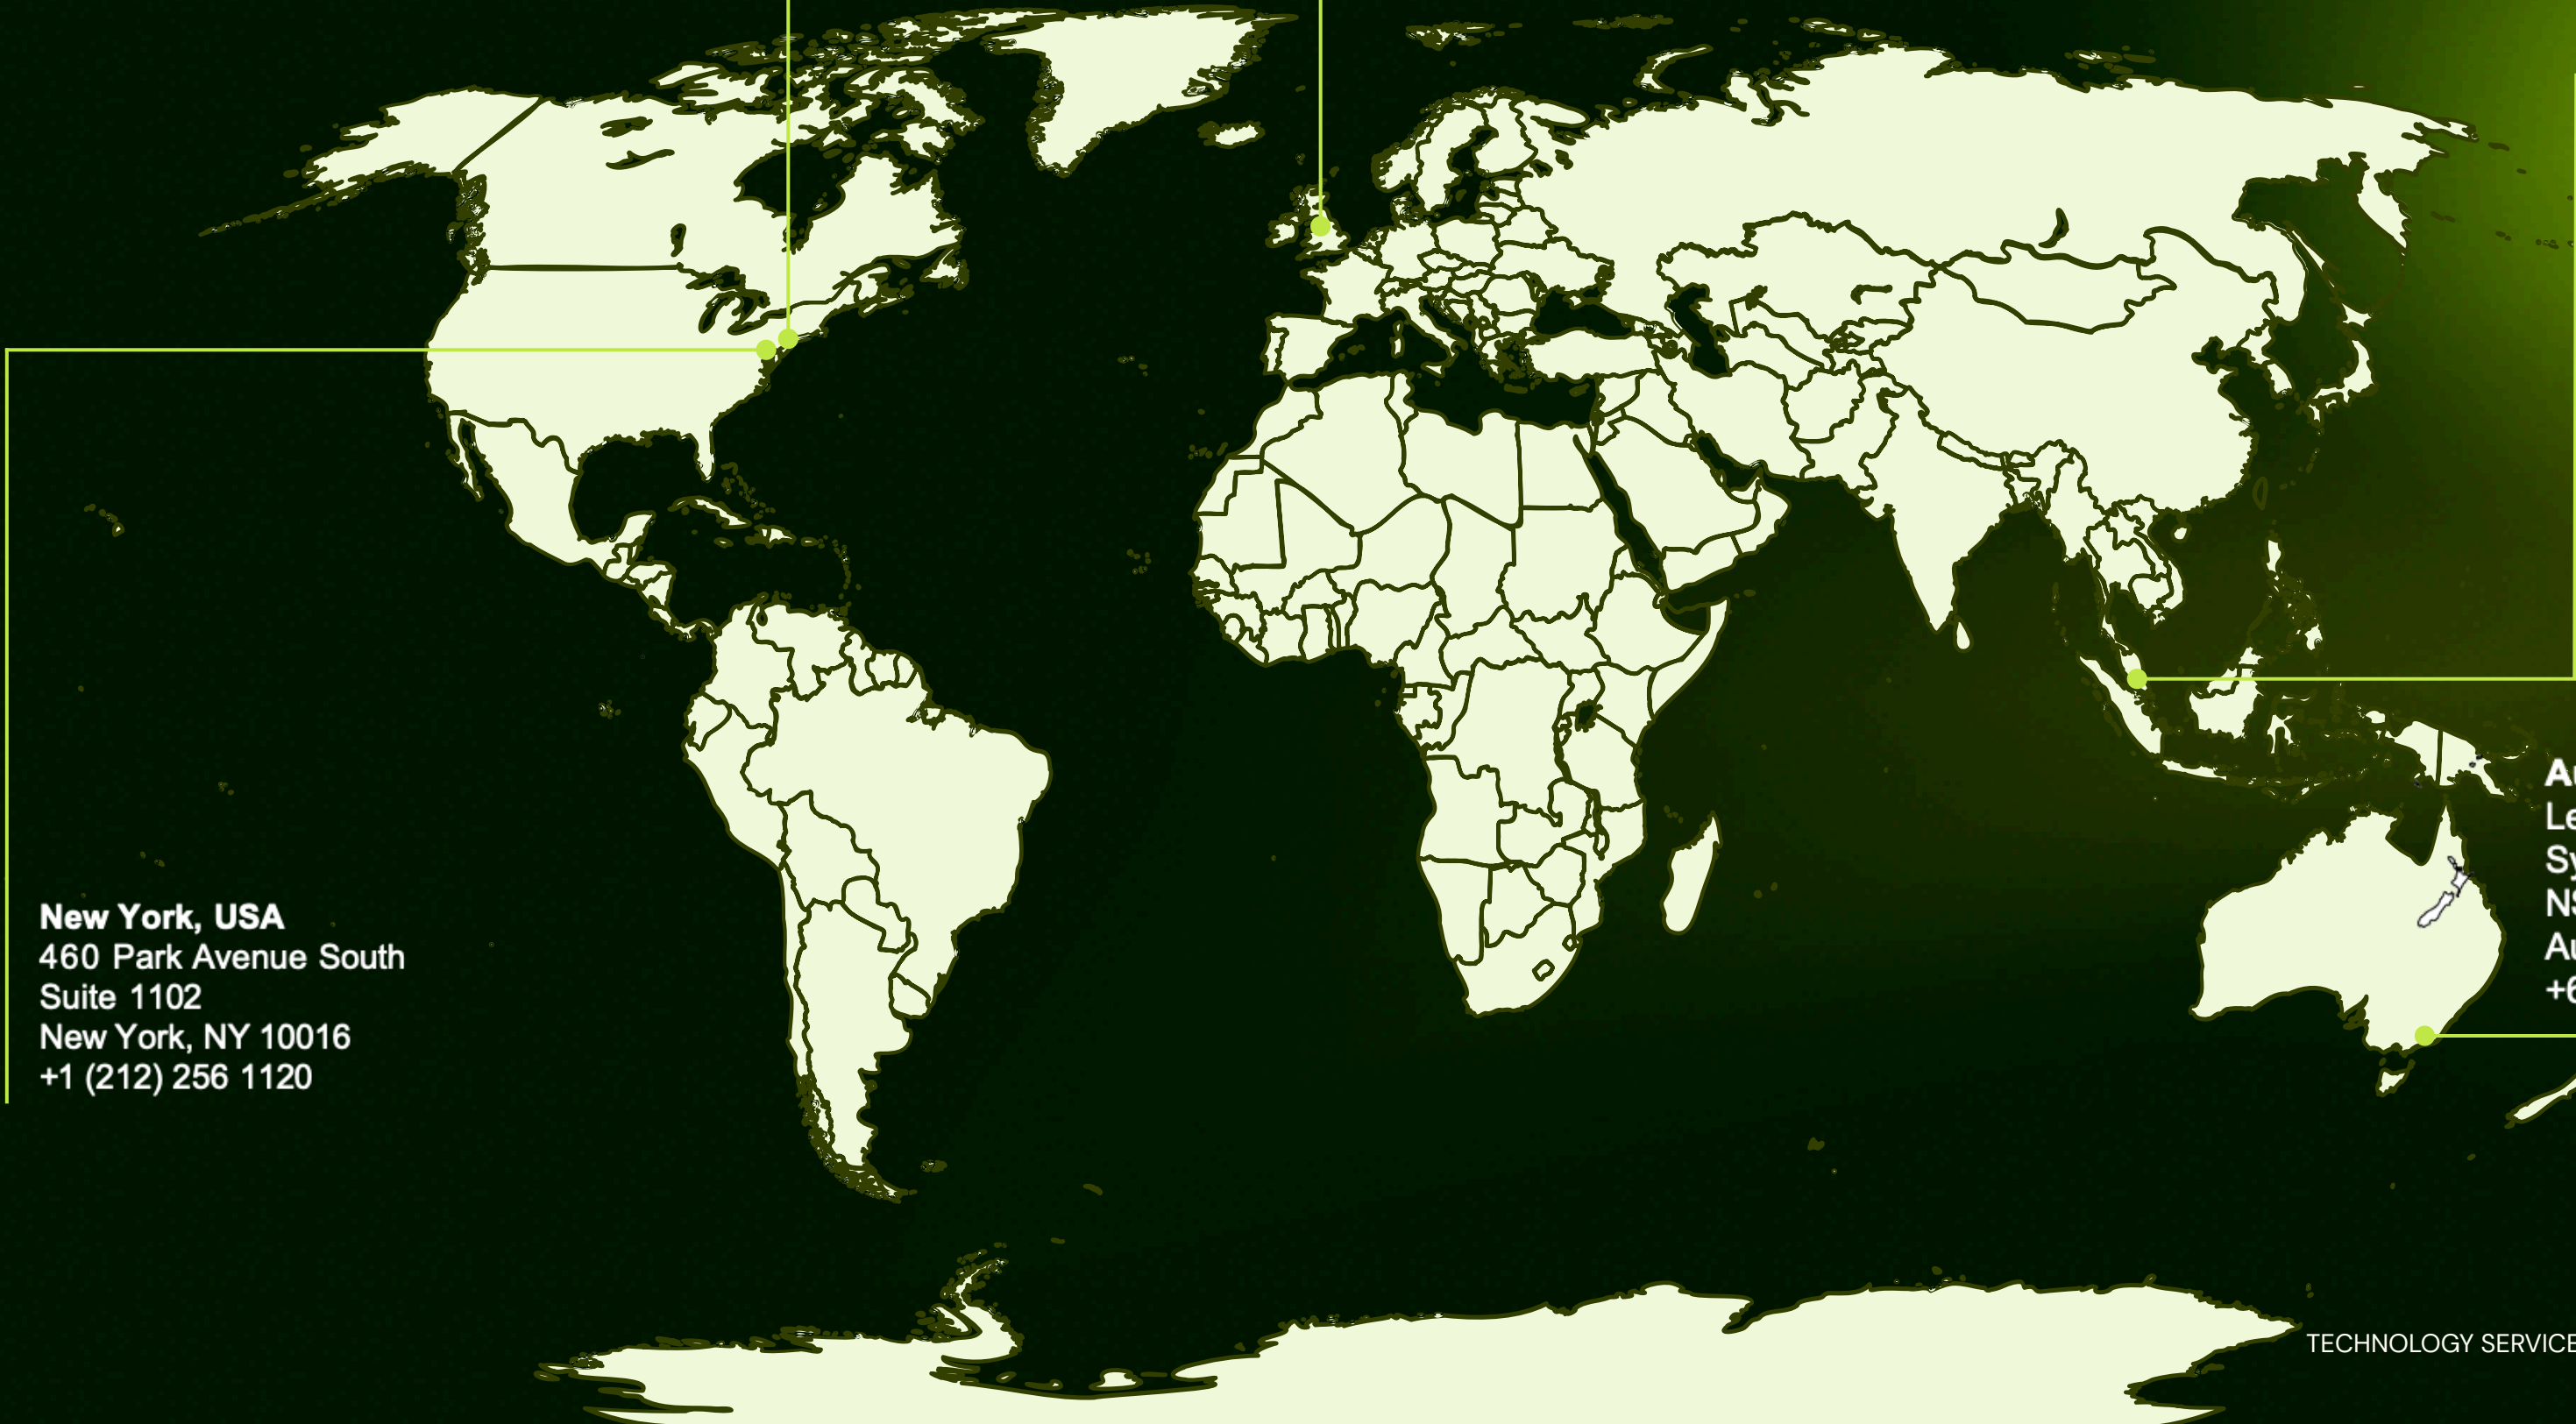 New York, USA
460 Park Avenue South
Suite 1102
New York, NY 10016
+1 (212) 256 1120
TECHNOLOGY SERVICE